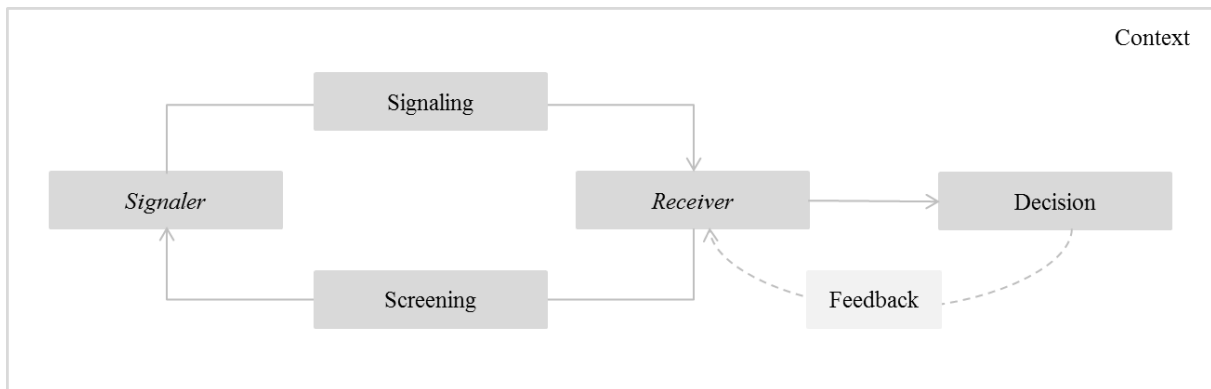 Context
Signaling
Signaler
Receiver
Decision
Screening
Feedback